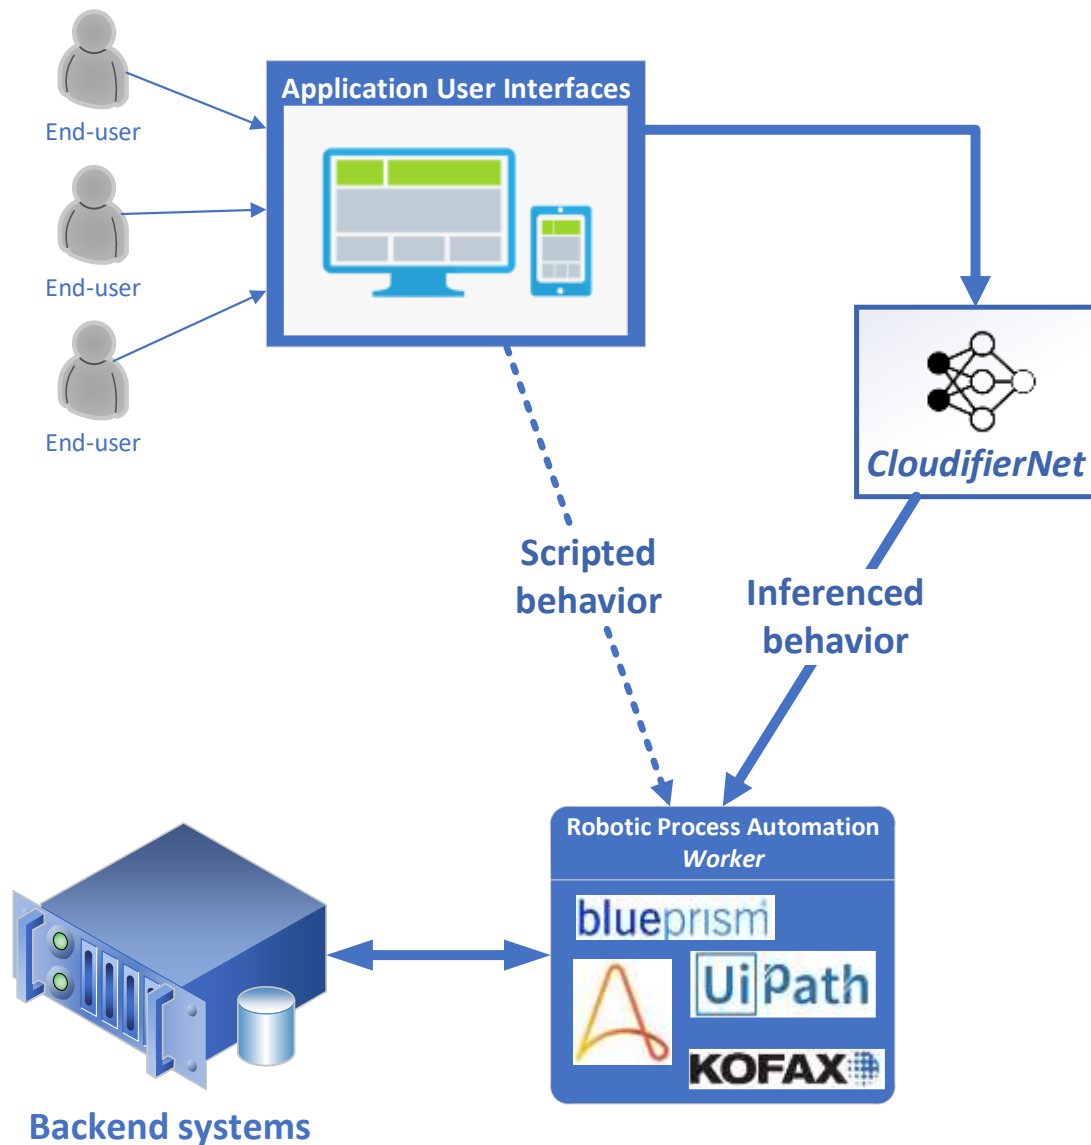 End-user
End-user
End-user
Application User Interfaces
CloudifierNet
Scripted
behavior
Inferenced
behavior
Robotic Process Automation
Worker
blueprism
UiPath
KOFAX
Backend systems